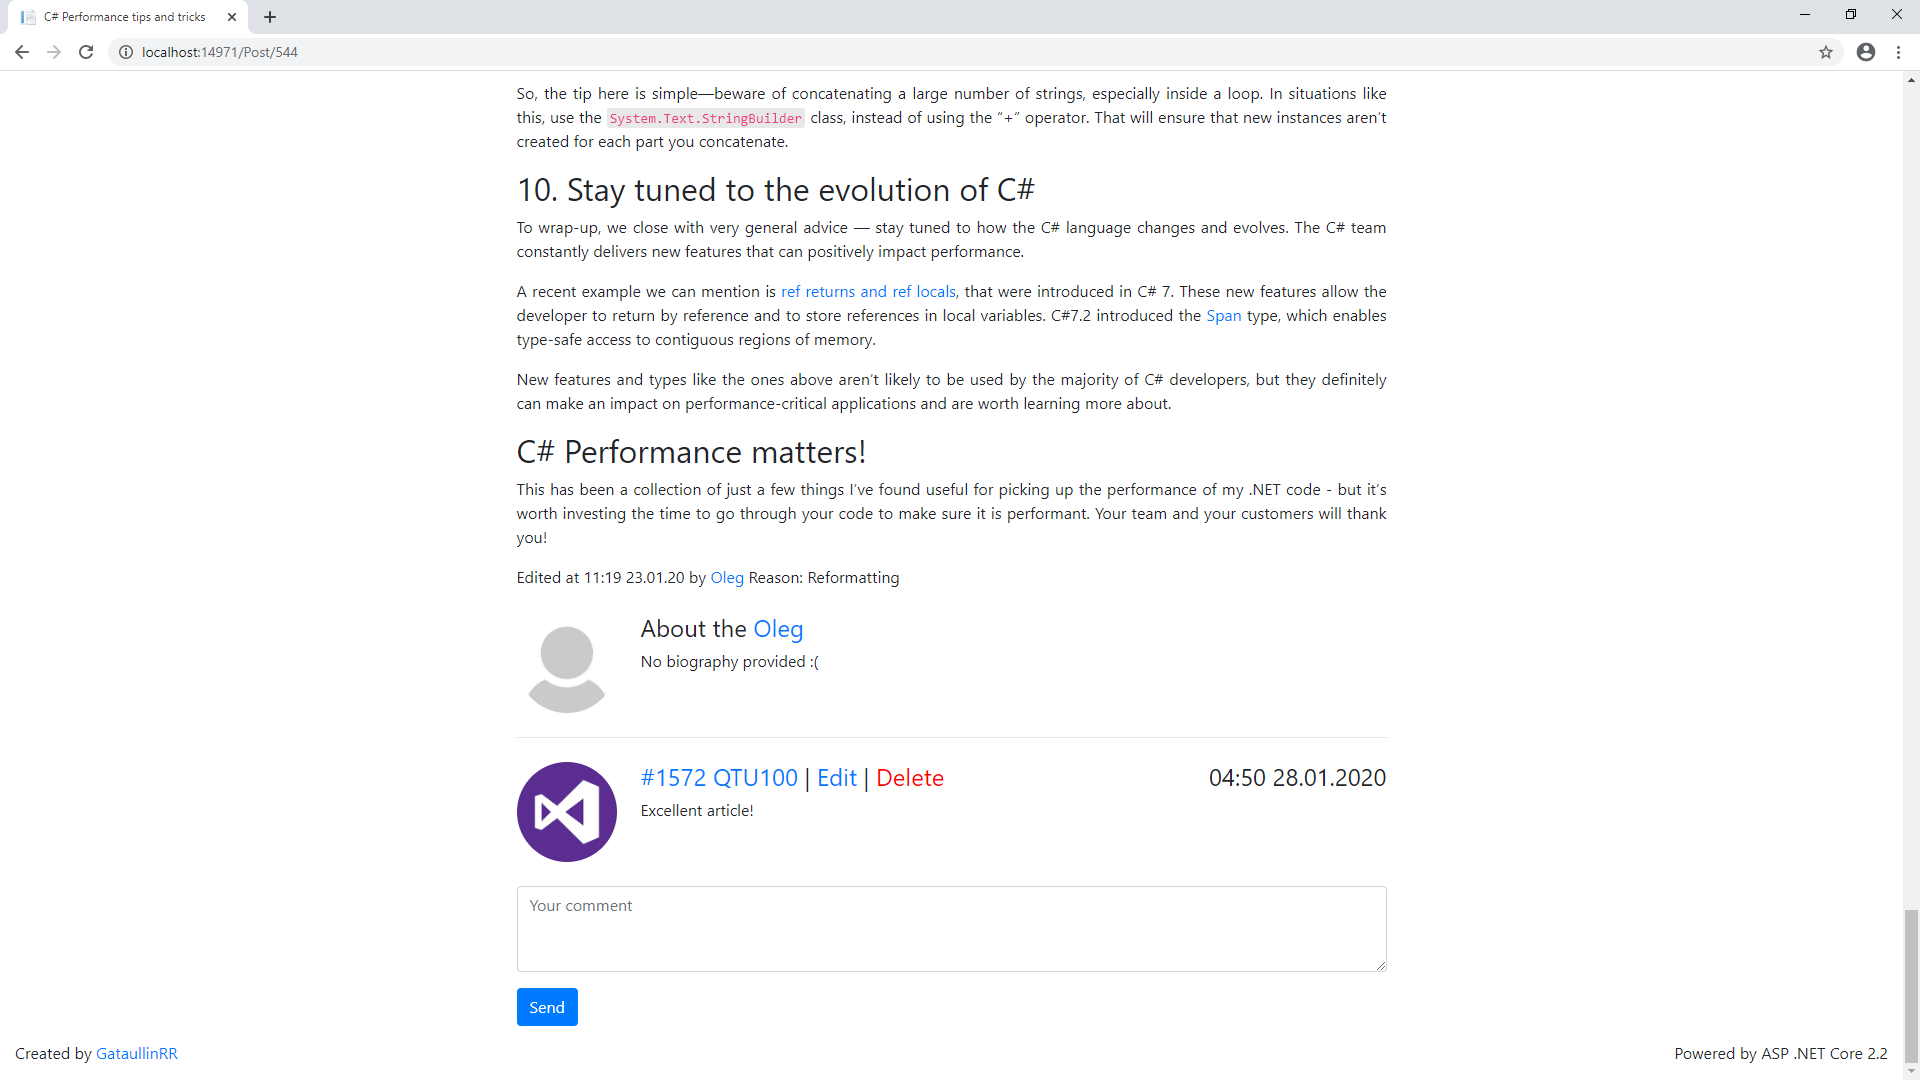 C# Performance tips and tricks
localhost:14971/Post/544
So, the tip here is simple—beware of concatenating a large number of strings, especially inside a loop. In situations like
this, use the System.Text.StringBuilder class, instead of using the “+” operator. That will ensure that new instances aren’t
created for each part you concatenate.
10. Stay tuned to the evolution of C#
To wrap-up, we close with very general advice — stay tuned to how the C# language changes and evolves. The C# team
constantly delivers new features that can positively impact performance.
A recent example we can mention is ref returns and ref locals, that were introduced in C# 7. These new features allow the
developer to return by reference and to store references in local variables. C#7.2 introduced the Span type, which enables
type-safe access to contiguous regions of memory.
New features and types like the ones above aren’t likely to be used by the majority of C# developers, but they definitely
can make an impact on performance-critical applications and are worth learning more about.
C# Performance matters!
This has been a collection of just a few things I’ve found useful for picking up the performance of my .NET code - but it’s
worth investing the time to go through your code to make sure it is performant. Your team and your customers will thank
you!
Edited at 11:19 23.01.20 by Oleg Reason: Reformatting
About the Oleg
No biography provided :(
#1572 QTU100 | Edit | Delete 04:50 28.01.2020
Excellent article!
Your comment
Send
Created by GataullinRR Powered by ASP .NET Core 2.2